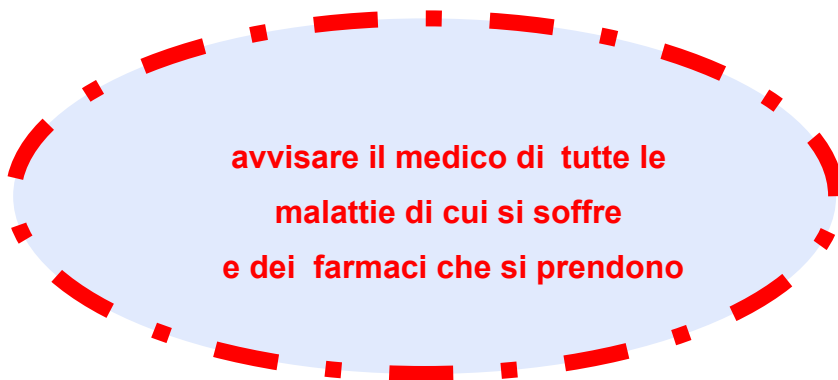 avvisare il medico di tutte le
malattie di cui si soffre
e dei farmaci che si prendono